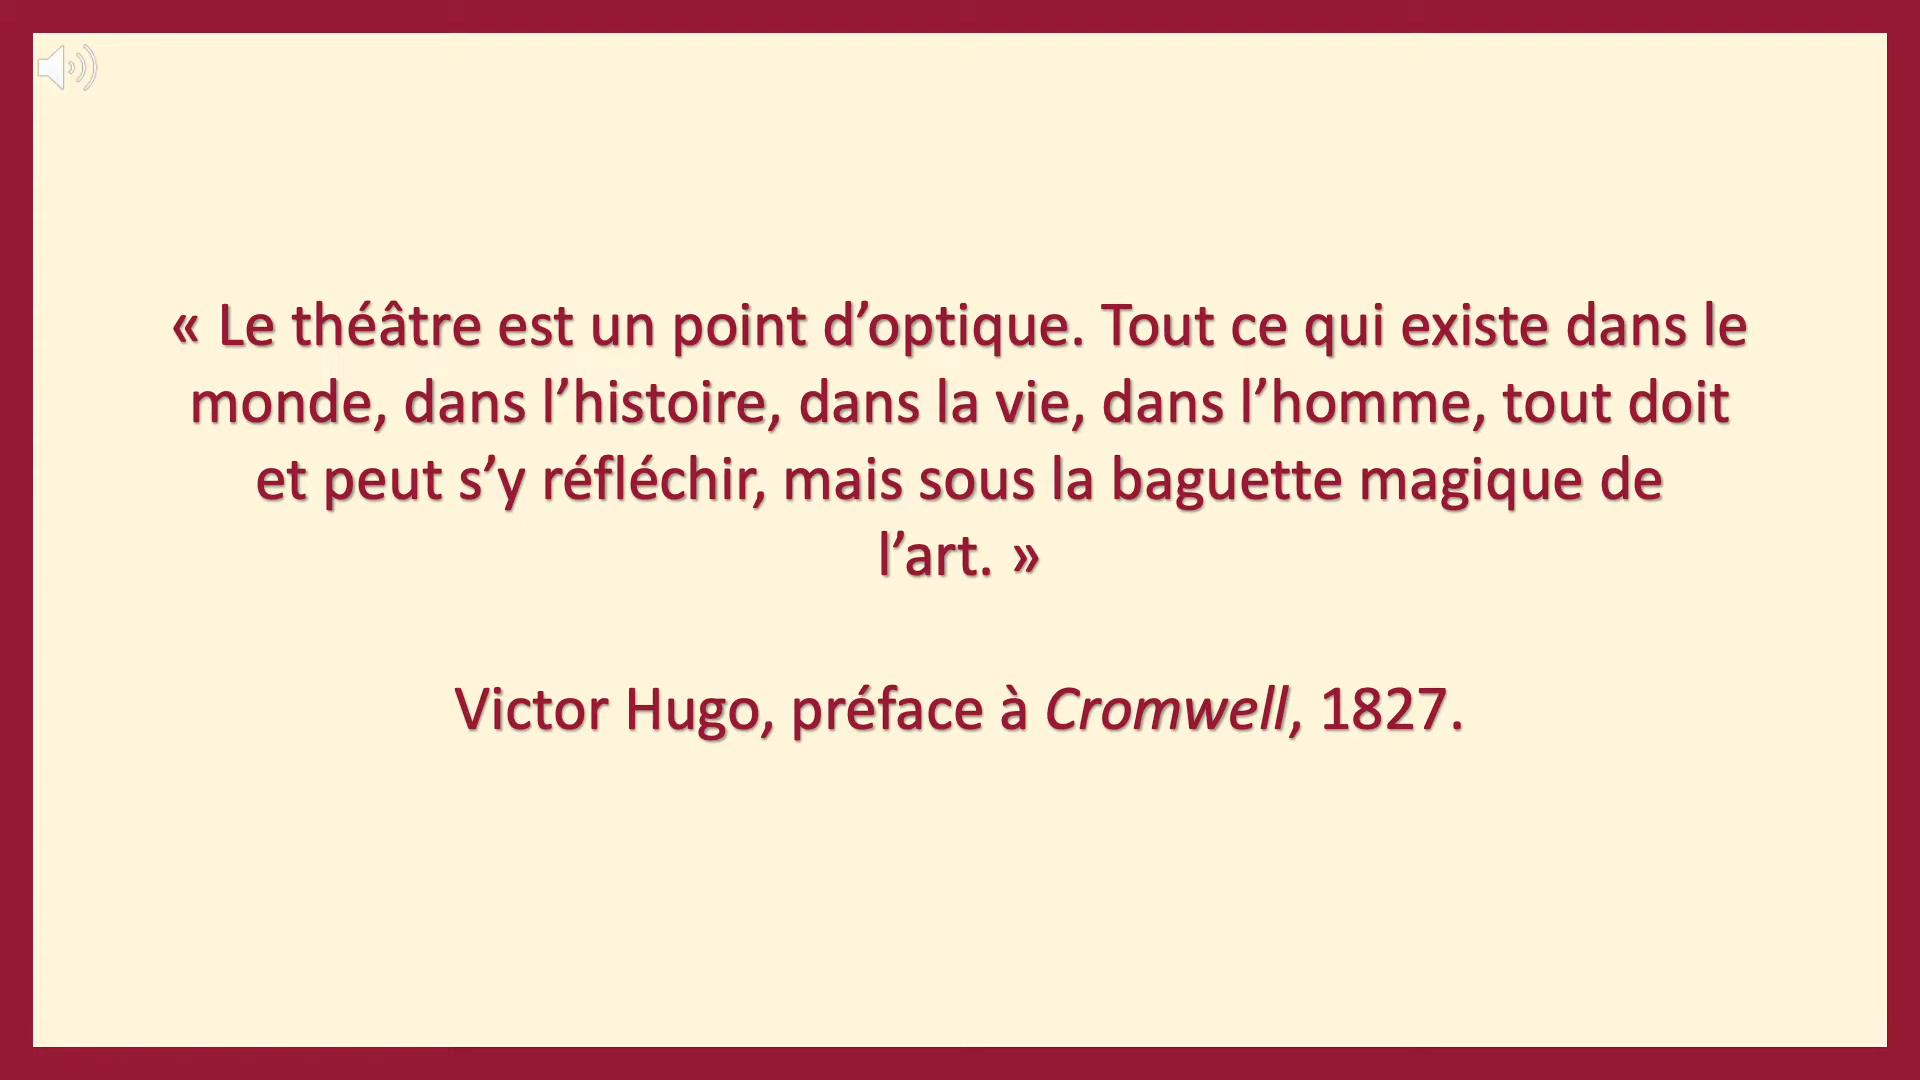 « Le théâtre est un point d’optique. Tout ce qui existe dans le
monde, dans l’histoire, dans la vie, dans l’homme, tout doit
et peut s’y réfléchir, mais sous la baguette magique de
l’art. »
Victor Hugo, préface à Cromwell, 1827.